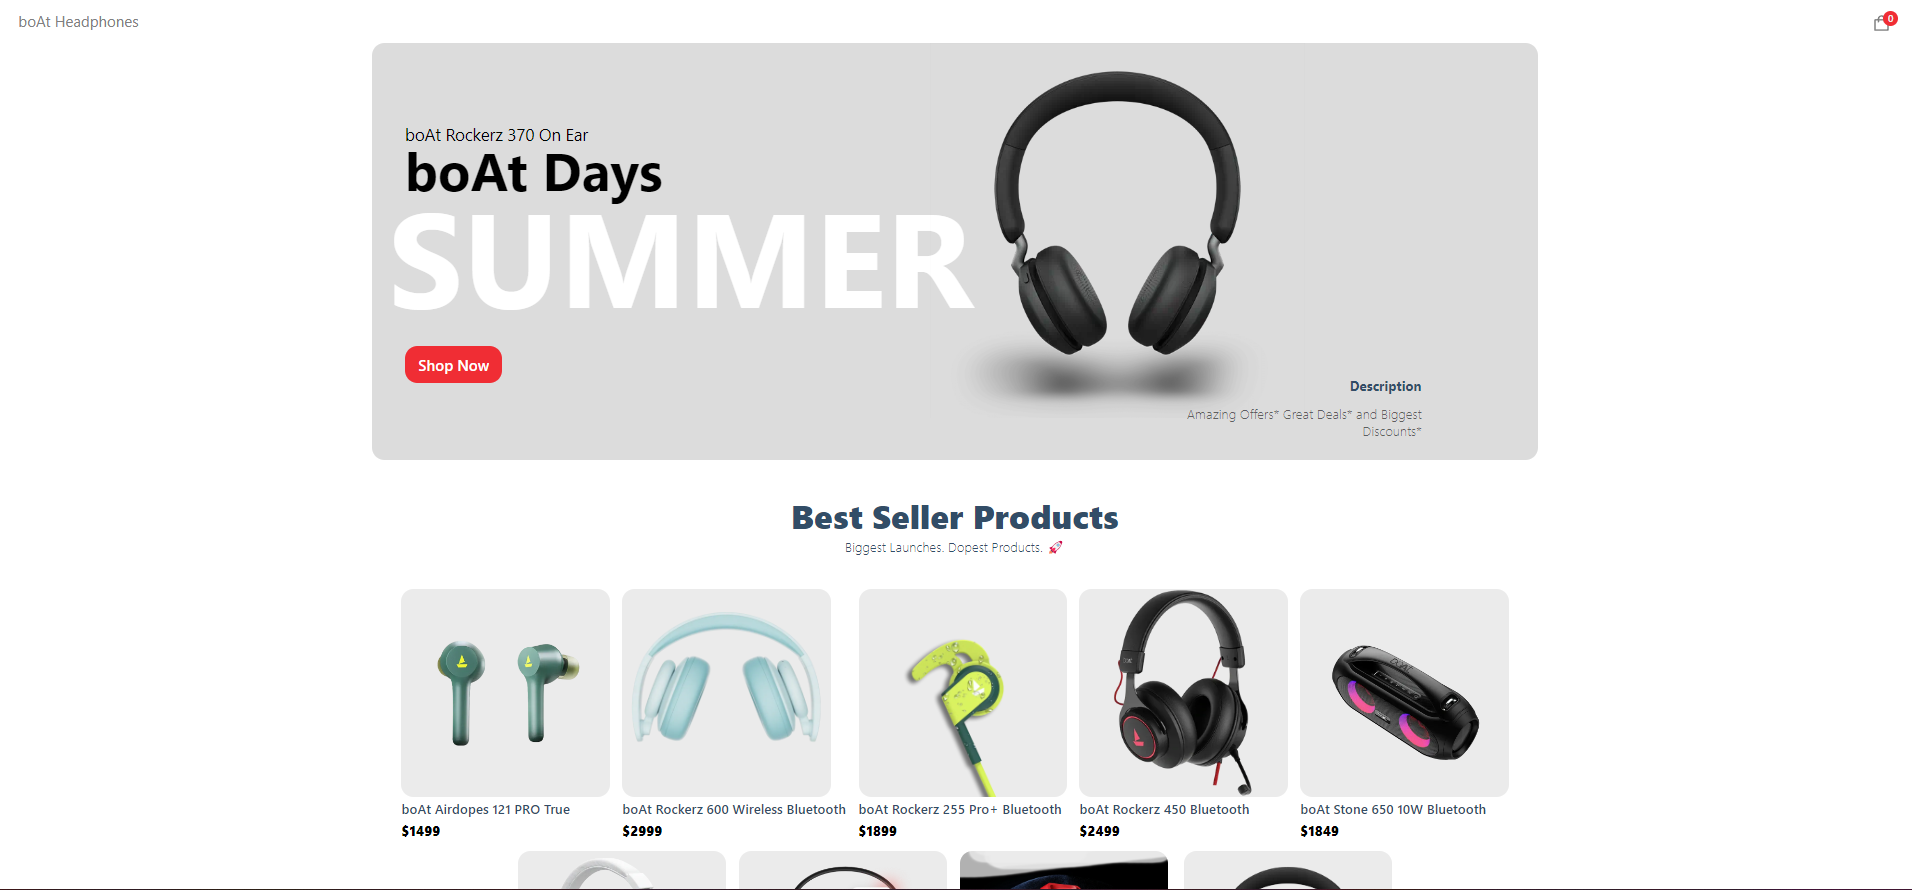 boAt Headphones
0
boAt Rockerz 370 On Ear
boAt Days
SUMMER
Shop Now
Description
Amazing Offers* Great Deals* and Biggest
Discounts*
Best Seller Products
Biggest Launches. Dopest Products. 🚀
boAt Airdopes 121 PRO True
$1499
boAt Rockerz 600 Wireless Bluetooth
$2999
boAt Rockerz 255 Pro+ Bluetooth
$1899
boAt Rockerz 450 Bluetooth
$2499
boAt Stone 650 10W Bluetooth
$1849